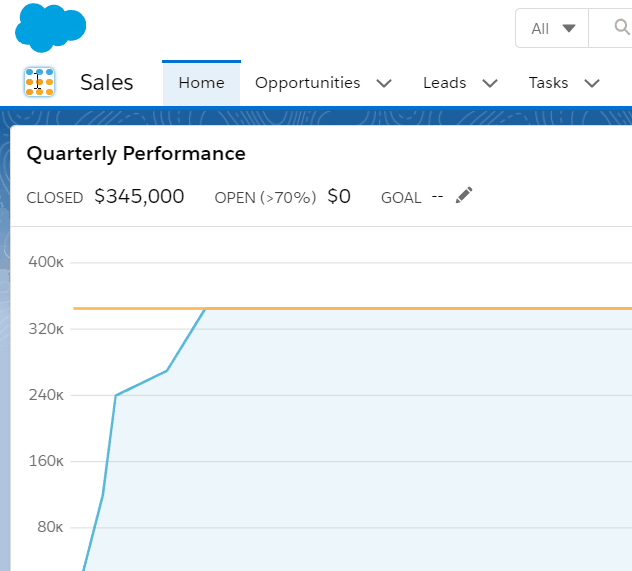 All
Sales Home Opportunities Leads Tasks
Quarterly Performance
CLOSED $345,000 OPEN (>70%) $0 GOAL --
400K
320K
240K
160K
80K